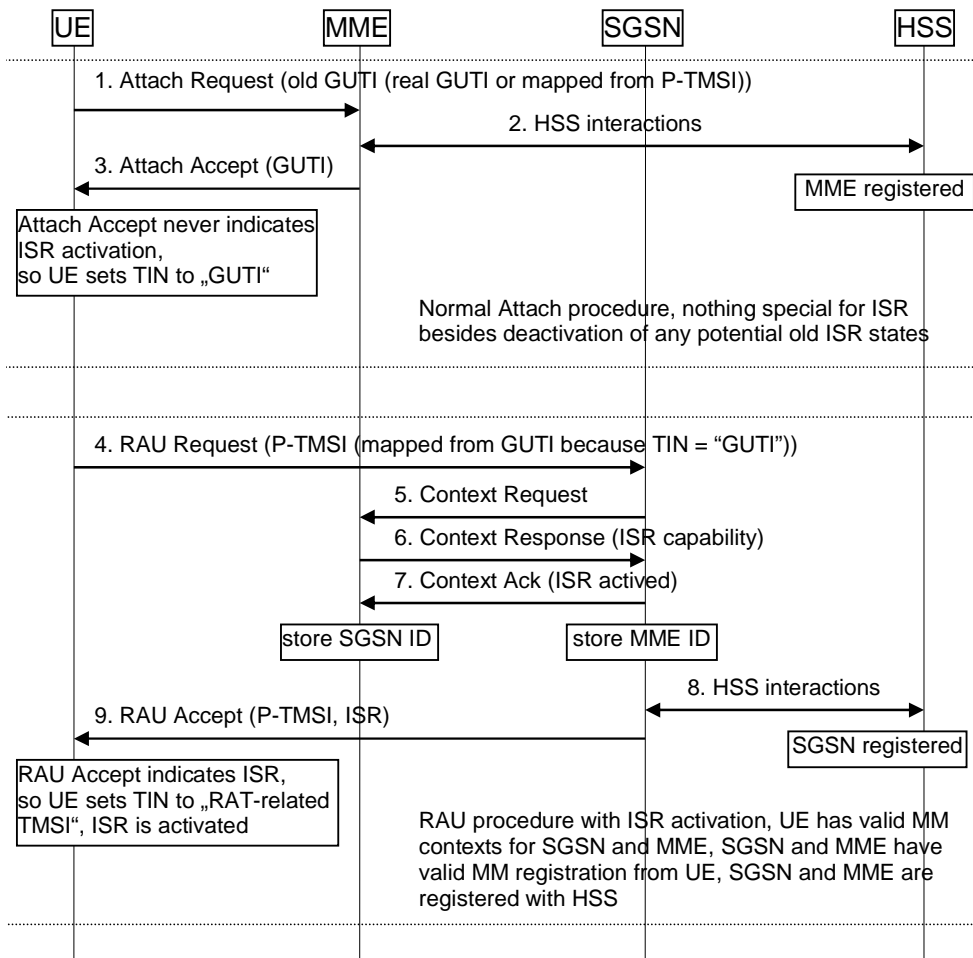 UE MME SGSN HSS
1. Attach Request (old GUTI (real GUTI or mapped from P-TMSI))
2. HSS interactions
3. Attach Accept (GUTI)
MME registered
Attach Accept never indicates
ISR activation,
so UE sets TIN to „GUTI“
Normal Attach procedure, nothing special for ISR
besides deactivation of any potential old ISR states
4. RAU Request (P-TMSI (mapped from GUTI because TIN = “GUTI”))
5. Context Request
6. Context Response (ISR capability)
7. Context Ack (ISR actived)
store SGSN ID
store MME ID
8. HSS interactions
9. RAU Accept (P-TMSI, ISR)
SGSN registered
RAU Accept indicates ISR,
so UE sets TIN to „RAT-related
TMSI“, ISR is activated
RAU procedure with ISR activation, UE has valid MM
contexts for SGSN and MME, SGSN and MME have
valid MM registration from UE, SGSN and MME are
registered with HSS